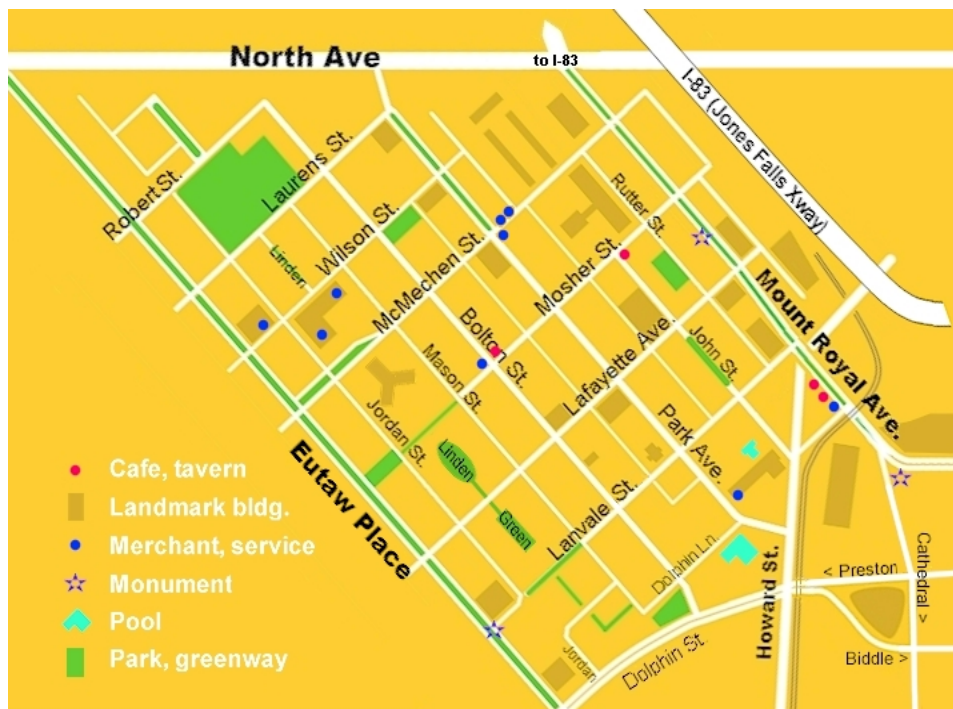 North Ave
to I-83
I-83 (Jones Falls Xway)
Robert St.
Laurens St.
Linden
Wilson St.
McMechen St.
Rutter St.
Mosher St.
Bolton St.
Mason St.
Lafayette Ave.
John St.
Mount Royal Ave.
Jordan St.
Park Ave.
Eutaw Place
Linden
Green
Lanvale St.
Dolphin Ln.
Howard St.
Cathedral >
< Preston
Biddle >
Jordan
Dolphin St.
Cafe, tavern
Landmark bldg.
Merchant, service
Monument
Pool
Park, greenway